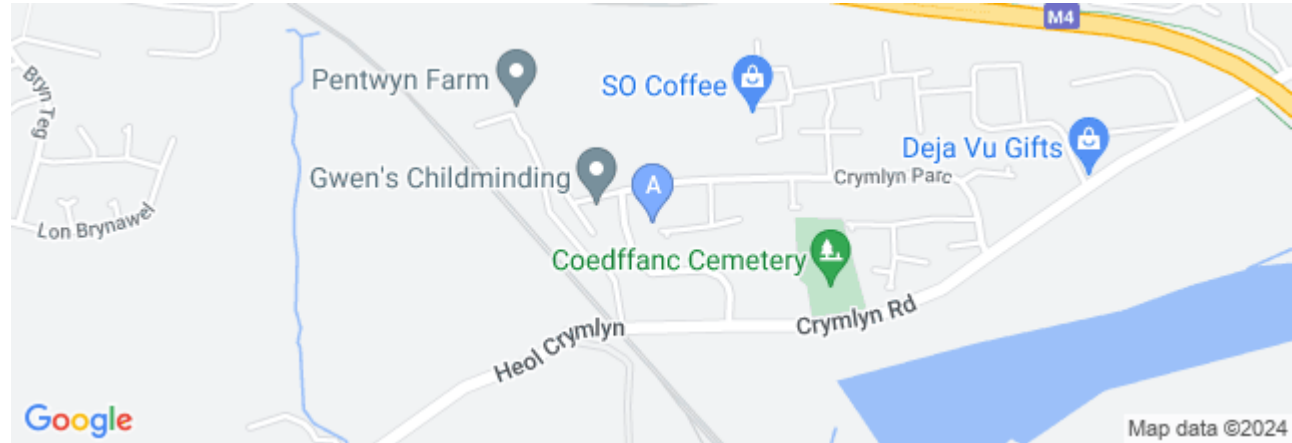 M4
Bryn Teg
Pentwyn Farm
SO Coffee
Deja Vu Gifts
Gwen's Childminding
A
Crymlyn Parc
Lon Brynawel
Coedffanc Cemetery
Heol Crymlyn
Crymlyn Rd
Google
Map data ©2024